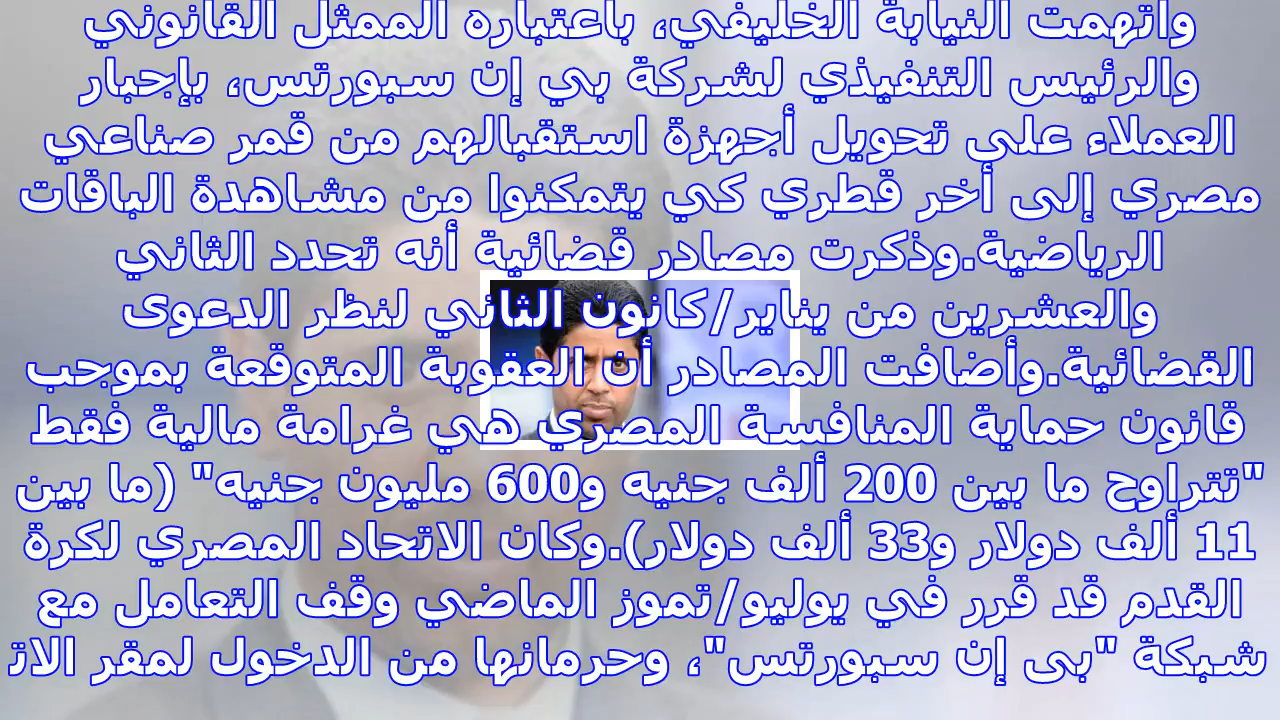 واتهمت النيابة الخليفي، باعتباره الممثل القانوني
والرئيس التنفيذي لشركة بي إن سبورتس، بإجبار
العملاء على تحويل أجهزة استقبالهم من قمر صناعي
مصري إلى أخر قطري كي يتمكنوا من مشاهدة الباقات
الرياضية.وذكرت مصادر قضائية أنه تحدد الثاني
والعشرين من يناير/كانون الثاني لنظر الدعوى
القضائية.وأضافت المصادر أن العقوبة المتوقعة بموجب
قانون حماية المنافسة المصري هي غرامة مالية فقط
"تتراوح ما بين 200 ألف جنيه و600 مليون جنيه" (ما بين
11 ألف دولار و33 ألف دولار).وكان الاتحاد المصري لكرة
القدم قد قرر في يوليو/تموز الماضي وقف التعامل مع
شبكة "بى إن سبورتس"، وحرمانها من الدخول لمقر الات